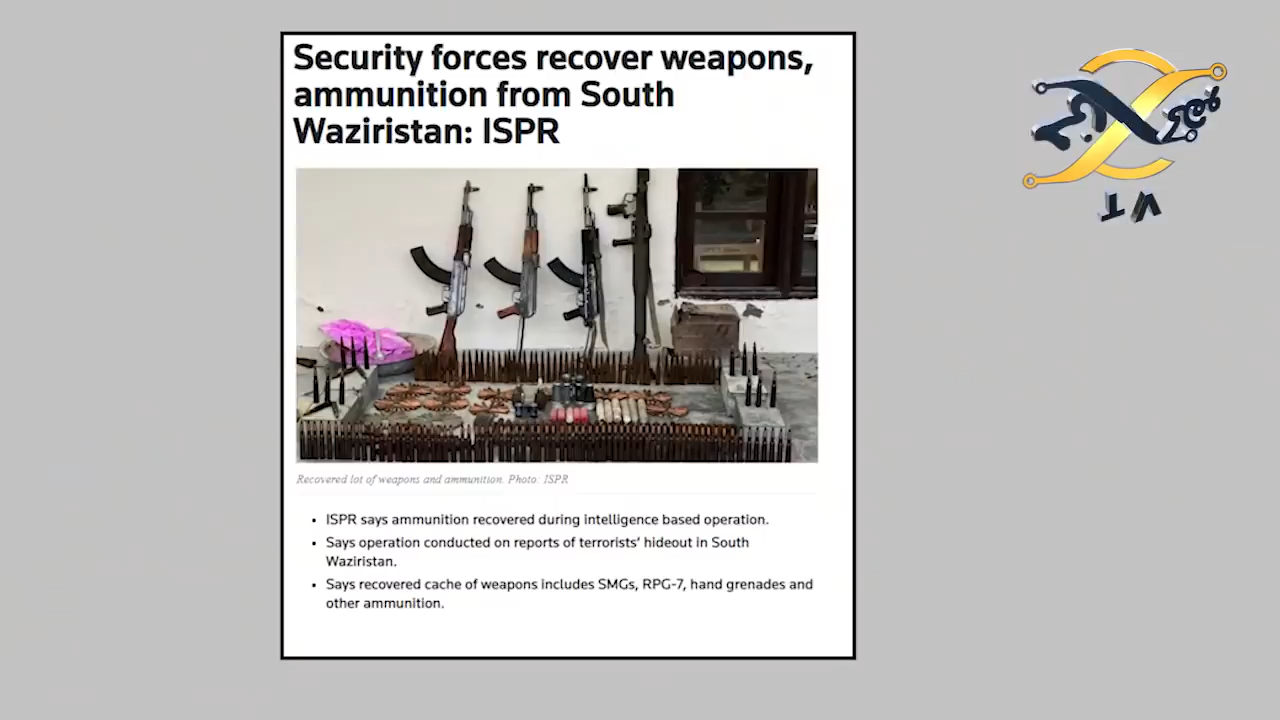 Security forces recover weapons,
ammunition from South
Waziristan: ISPR
Recovered lot of weapons and ammunition. Photo: ISPR
• ISPR says ammunition recovered during intelligence based operation.
• Says operation conducted on reports of terrorists' hideout in South
Waziristan.
• Says recovered cache of weapons includes SMGs, RPG-7, hand grenades and
other ammunition.